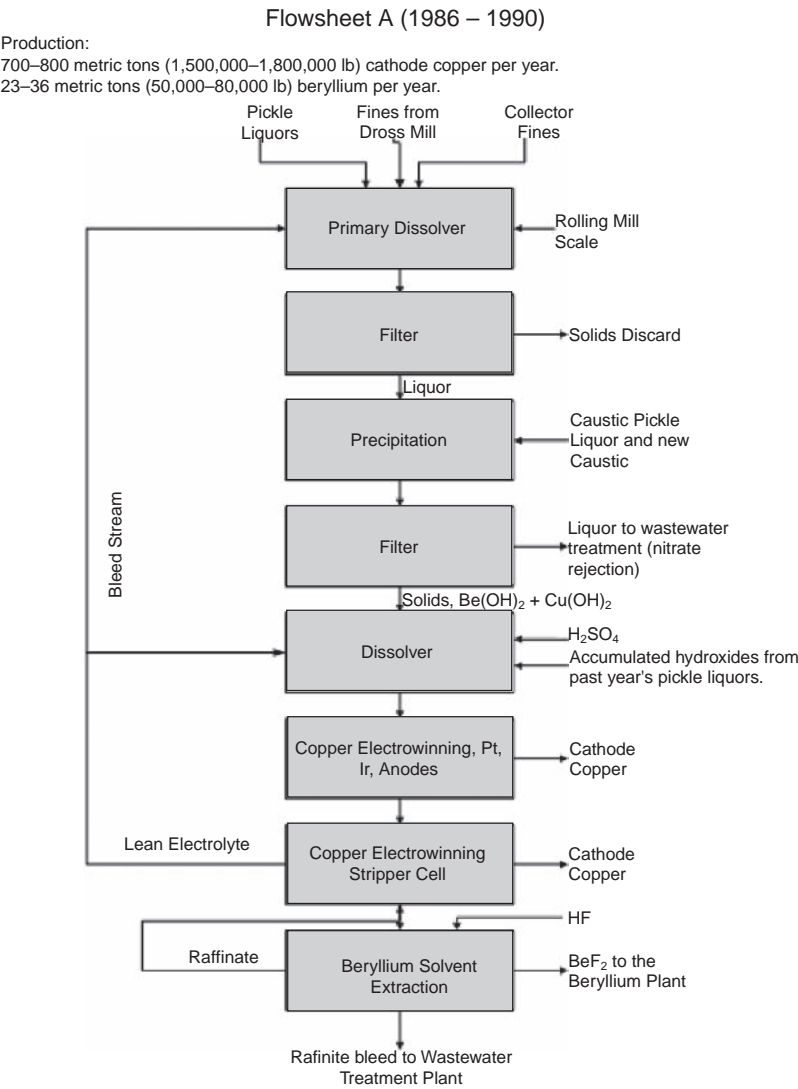 Flowsheet A (1986 – 1990)
Production:
700–800 metric tons (1,500,000–1,800,000 lb) cathode copper per year.
23–36 metric tons (50,000–80,000 lb) beryllium per year.
Pickle
Liquors
Fines from
Dross Mill
Collector
Fines
Primary Dissolver
Rolling Mill
Scale
Filter
Solids Discard
Liquor
Precipitation
Caustic Pickle
Liquor and new
Caustic
Bleed Stream
Filter
Liquor to wastewater
treatment (nitrate
rejection)
Solids, Be(OH)₂ + Cu(OH)₂
Dissolver
H₂SO₄
Accumulated hydroxides from
past year's pickle liquors.
Copper Electrowinning, Pt,
Ir, Anodes
Cathode
Copper
Lean Electrolyte
Copper Electrowinning
Stripper Cell
Cathode
Copper
HF
Raffinate
Beryllium Solvent
Extraction
BeF₂ to the
Beryllium Plant
Rafinite bleed to Wastewater
Treatment Plant